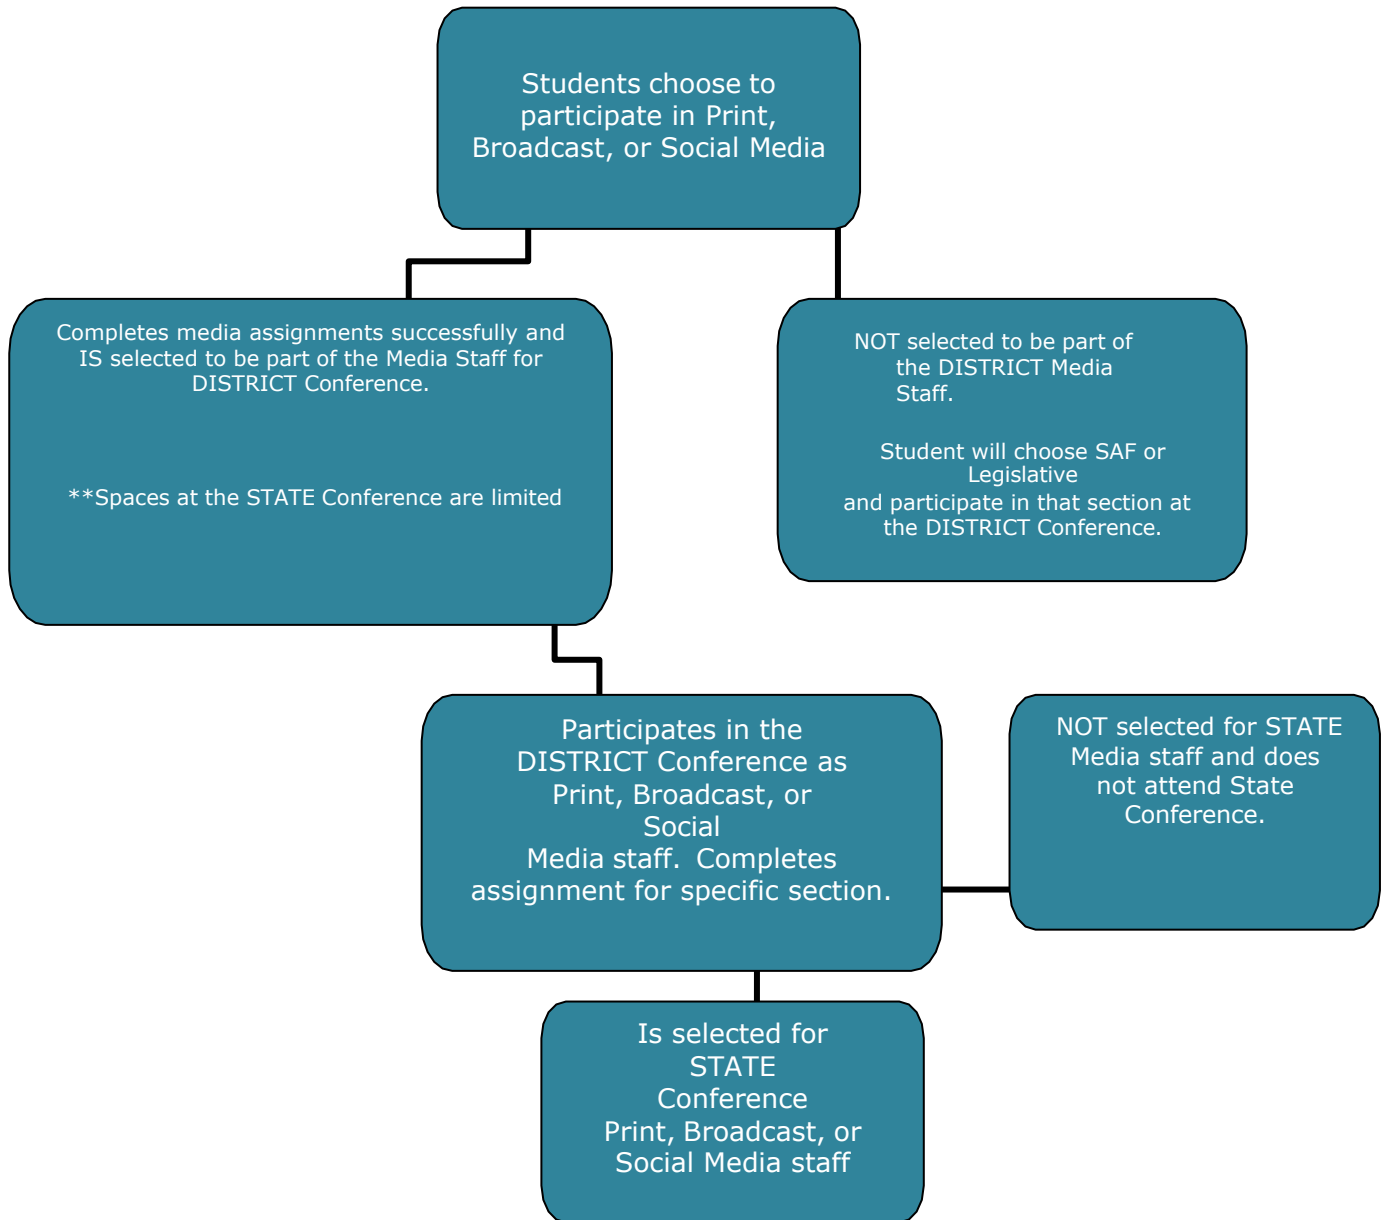 Students choose to
participate in Print,
Broadcast, or Social Media
Completes media assignments successfully and
IS selected to be part of the Media Staff for
DISTRICT Conference.
**Spaces at the STATE Conference are limited
NOT selected to be part of
the DISTRICT Media
Staff.
Student will choose SAF or
Legislative
and participate in that section at
the DISTRICT Conference.
Participates in the
DISTRICT Conference as
Print, Broadcast, or
Social
Media staff. Completes
assignment for specific section.
NOT selected for STATE
Media staff and does
not attend State
Conference.
Is selected for
STATE
Conference
Print, Broadcast, or
Social Media staff